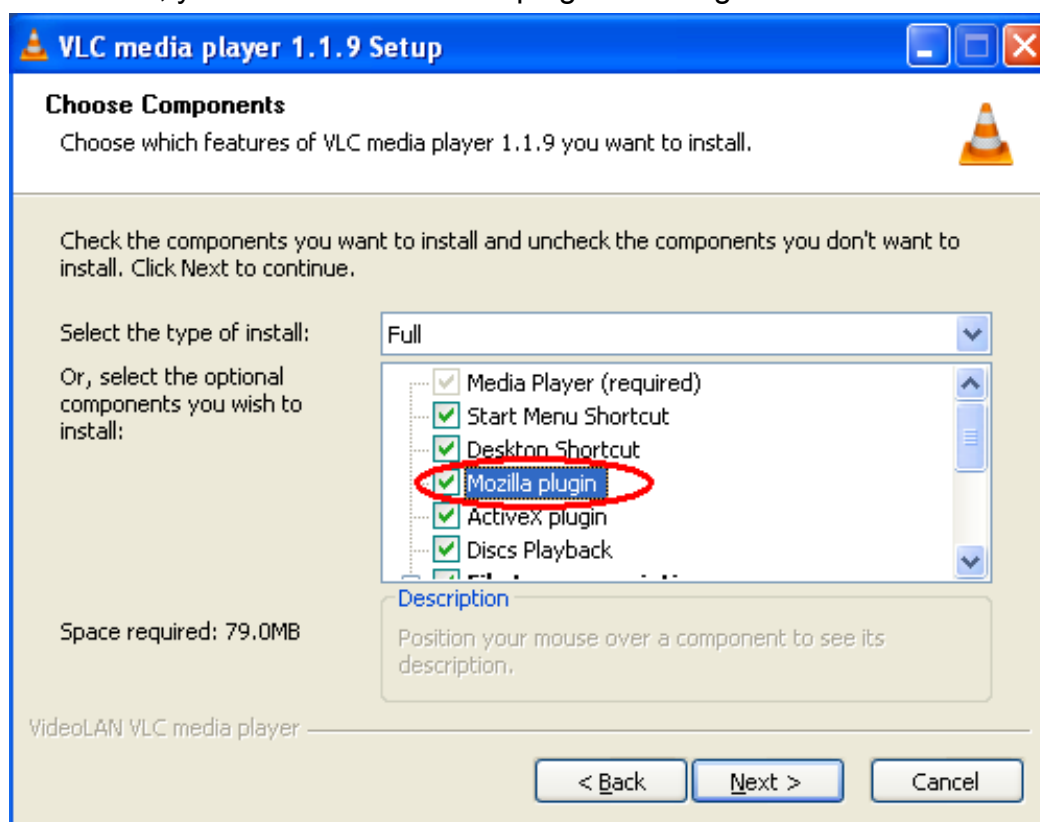 VLC media player 1.1.9 Setup
Choose Components
Choose which features of VLC media player 1.1.9 you want to install.
Check the components you want to install and uncheck the components you don't want to
install. Click Next to continue.
Select the type of install:
Full
Or, select the optional
components you wish to
install:
Media Player (required)
Start Menu Shortcut
Desktop Shortcut
Mozilla plugin
ActiveX plugin
Discs Playback
Space required: 79.0MB
Description
Position your mouse over a component to see its
description.
VideoLAN VLC media player
< Back
Next >
Cancel